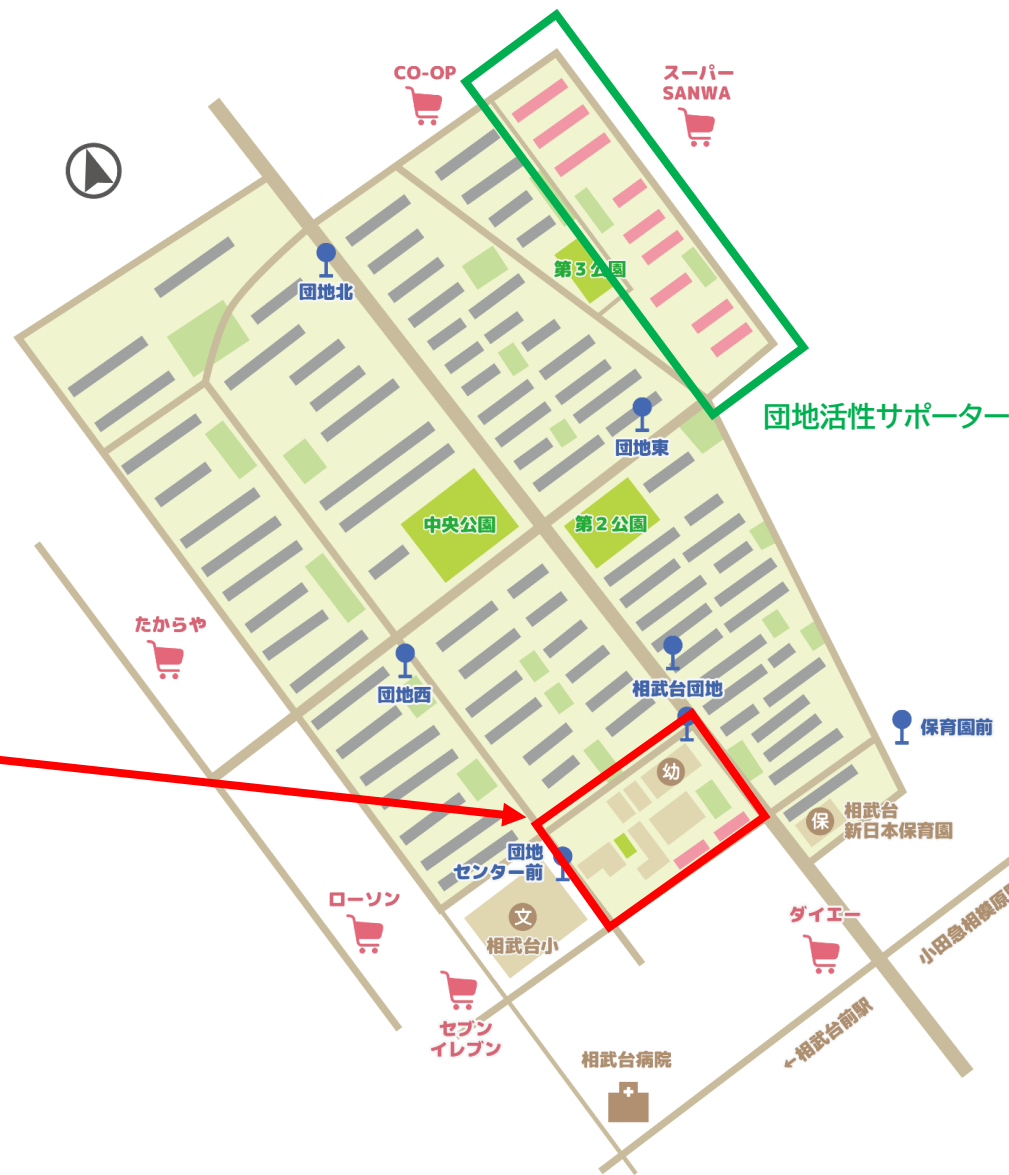 CO-OP
スーパー
SANWA
第3公園
団地北
団地活性サポーター
団地東
中央公園
第2公園
たからや
団地西
相武台団地
保育園前
幼
保
相武台
新日本保育園
団地
センター前
ローソン
文
相武台小
ダイエー
小田急相模原
セブン
イレブン
←相武台前駅
相武台病院